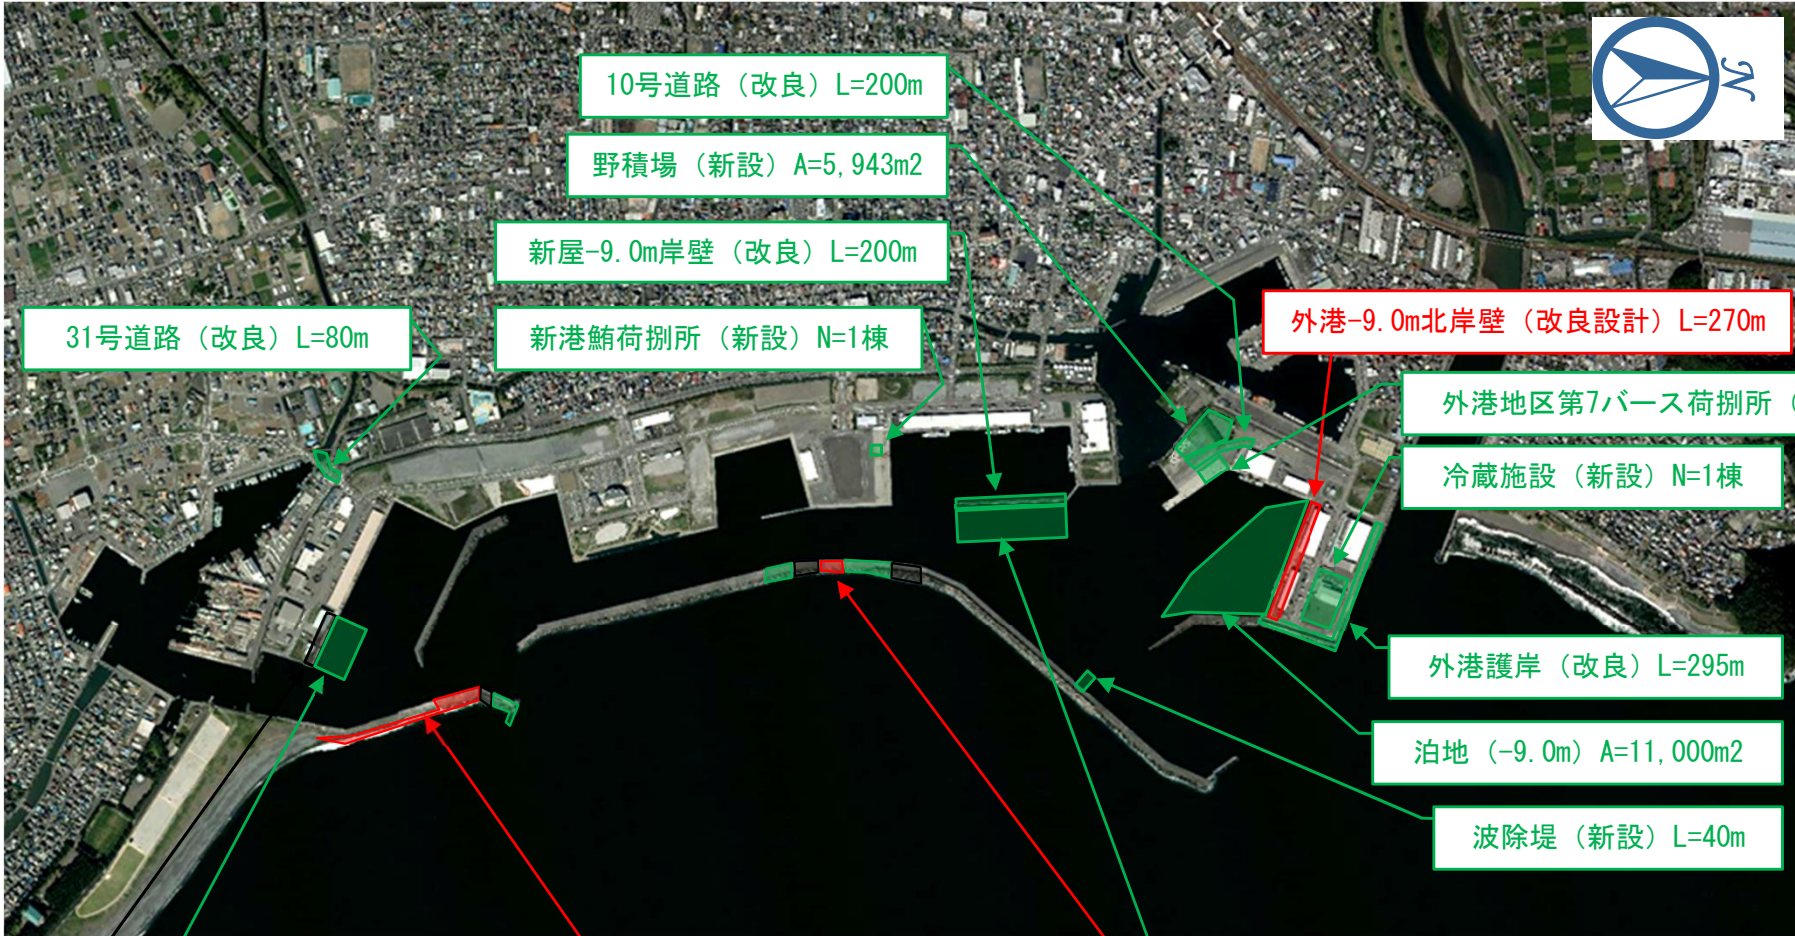 10号道路（改良）L=200m
野積場（新設）A=5,943m2
新屋-9.0m岸壁（改良）L=200m
31号道路（改良）L=80m
新港鮪荷捌所（新設）N=1棟
外港-9.0m北岸壁（改良設計）L=270m
外港地区第7バース荷捌所（
冷蔵施設（新設）N=1棟
外港護岸（改良）L=295m
泊地（-9.0m）A=11,000m2
波除堤（新設）L=40m
N